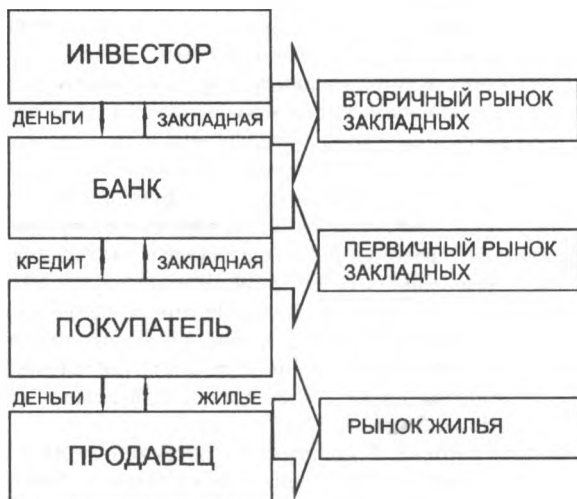 ИНВЕСТОР
ДЕНЬГИ
ЗАКЛАДНАЯ
ВТОРИЧНЫЙ РЫНОК
ЗАКЛАДНЫХ
БАНК
КРЕДИТ
ЗАКЛАДНАЯ
ПЕРВИЧНЫЙ РЫНОК
ЗАКЛАДНЫХ
ПОКУПАТЕЛЬ
ДЕНЬГИ
ЖИЛЬЕ
РЫНОК ЖИЛЬЯ
ПРОДАВЕЦ